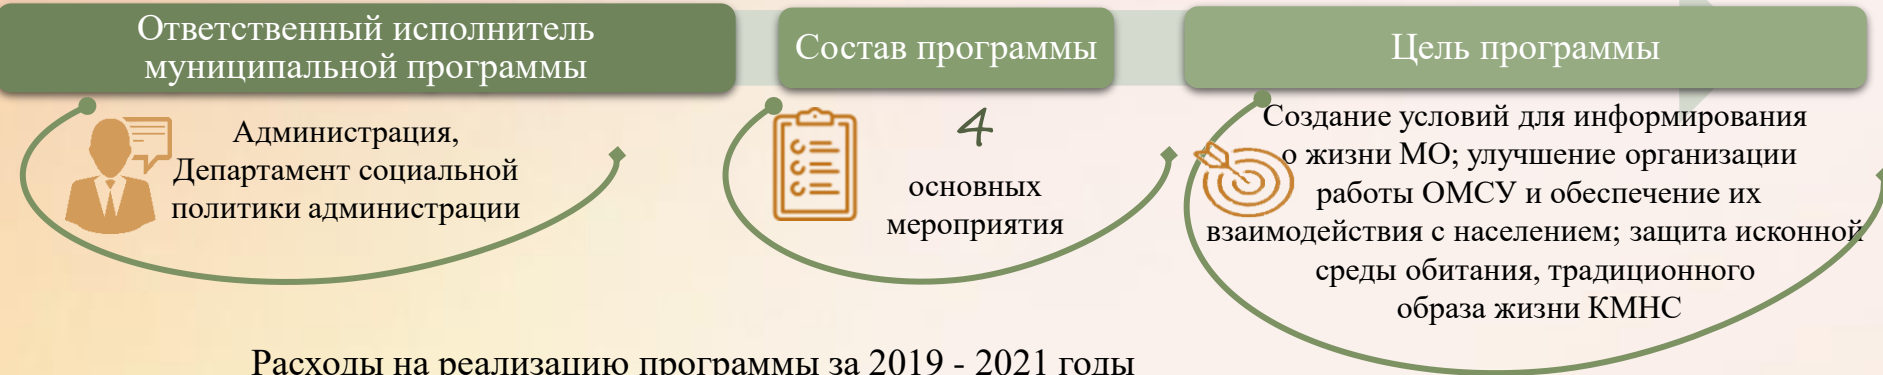 Ответственный исполнитель
муниципальной программы
Администрация,
Департамент социальной
политики администрации
Состав программы
4
основных
мероприятия
Цель программы
Создание условий для информирования
о жизни МО; улучшение организации
работы ОМСУ и обеспечение их
взаимодействия с населением; защита исконной
среды обитания, традиционного
образа жизни КМНС
Расходы на реализацию программы за 2019 - 2021 годы